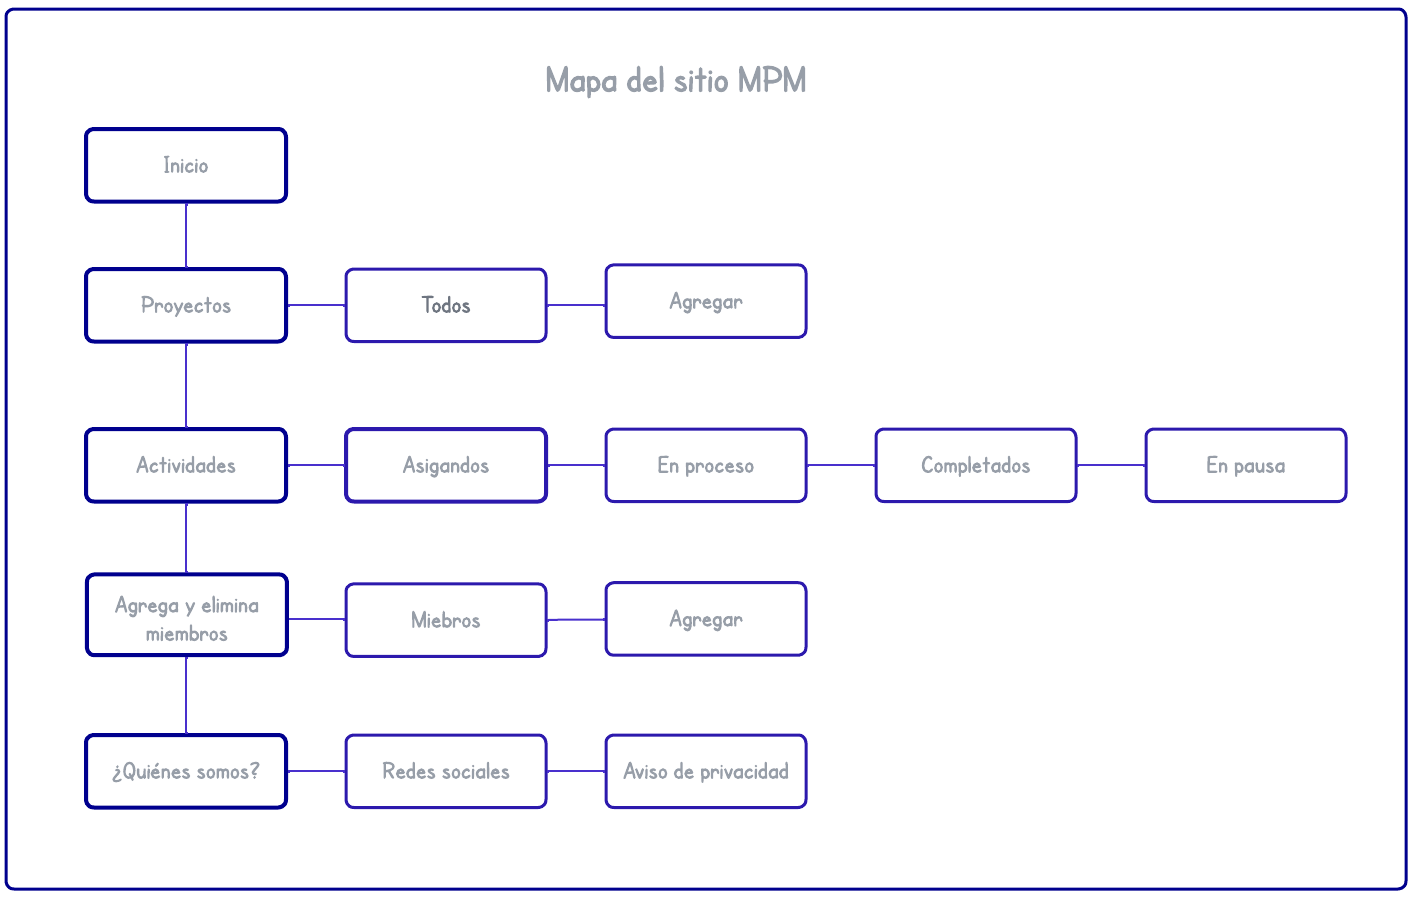 Mapa del sitio MPM
Inicio
Proyectos
Todos
Agregar
Actividades
Asigandos
En proceso
Completados
En pausa
Agrega y elimina
miembros
Miebros
Agregar
¿Quiénes somos?
Redes sociales
Aviso de privacidad